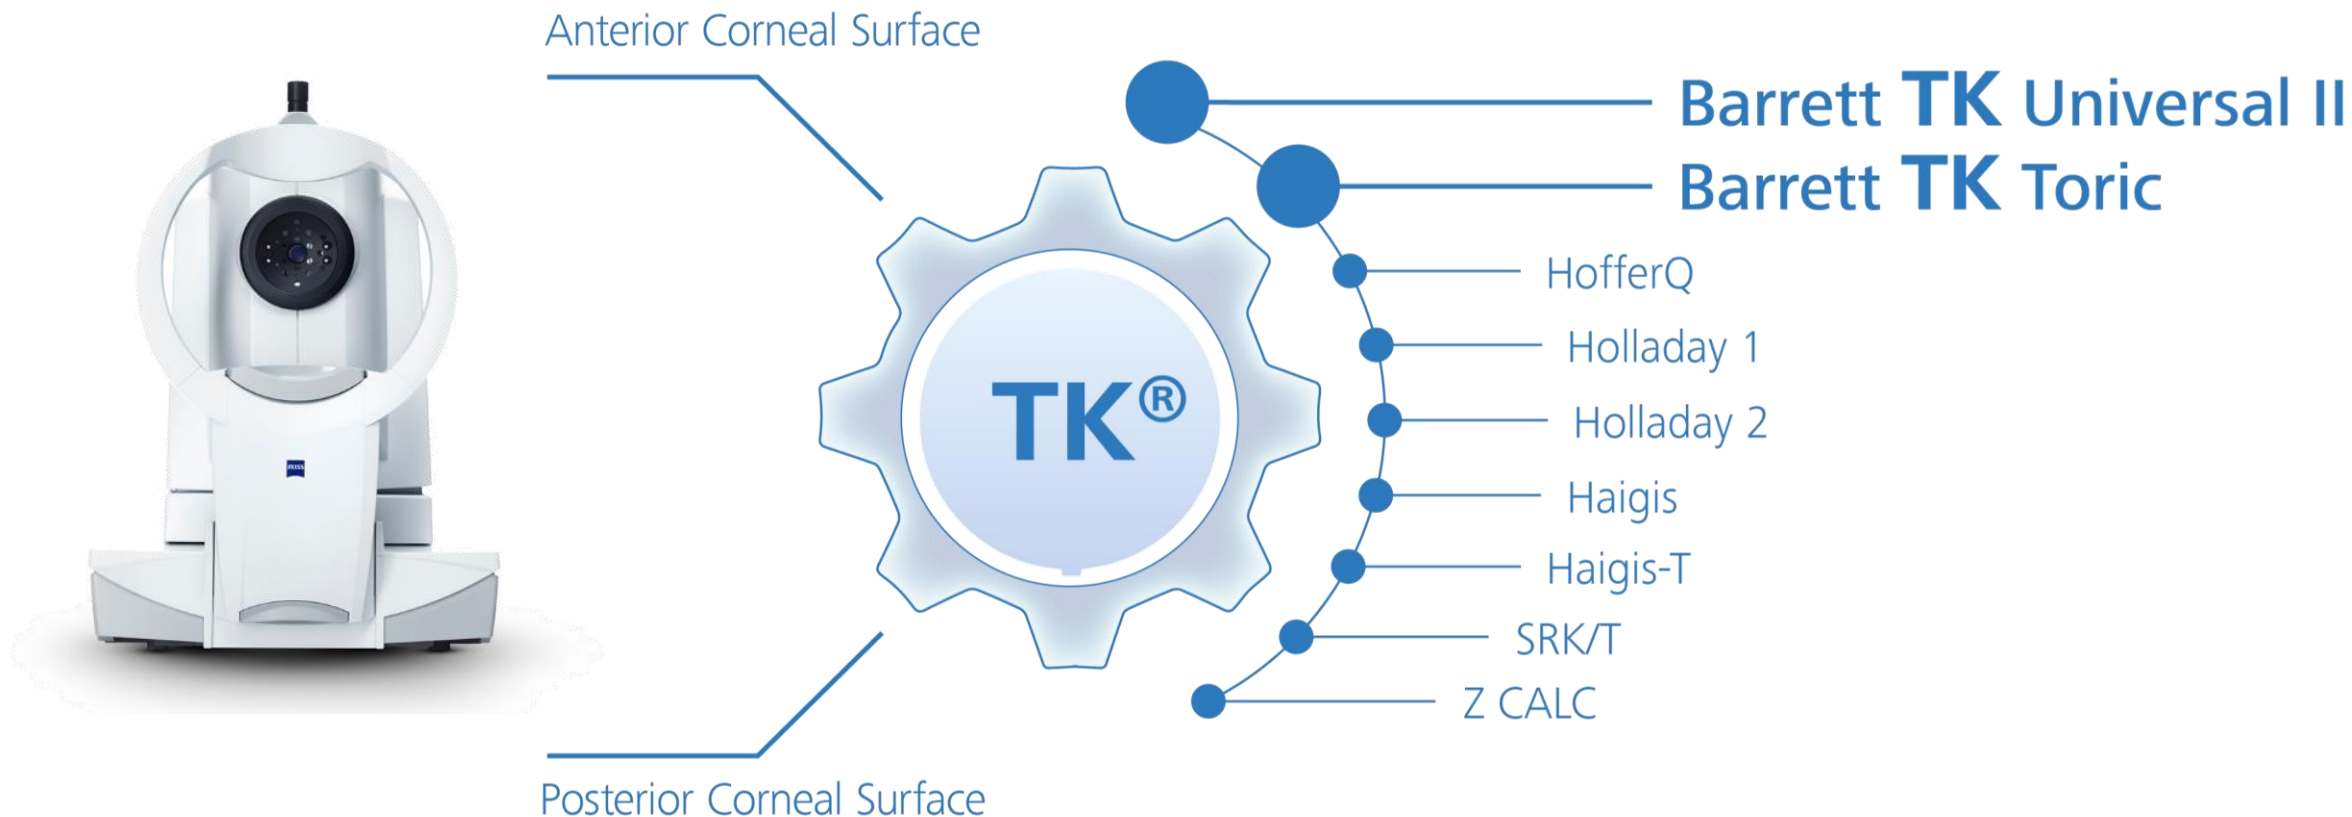 Anterior Corneal Surface
Barrett TK Universal II
Barrett TK Toric
HofferQ
Holladay 1
TK®
Holladay 2
Haigis
ZEISS
Haigis-T
SRK/T
Z CALC
Posterior Corneal Surface